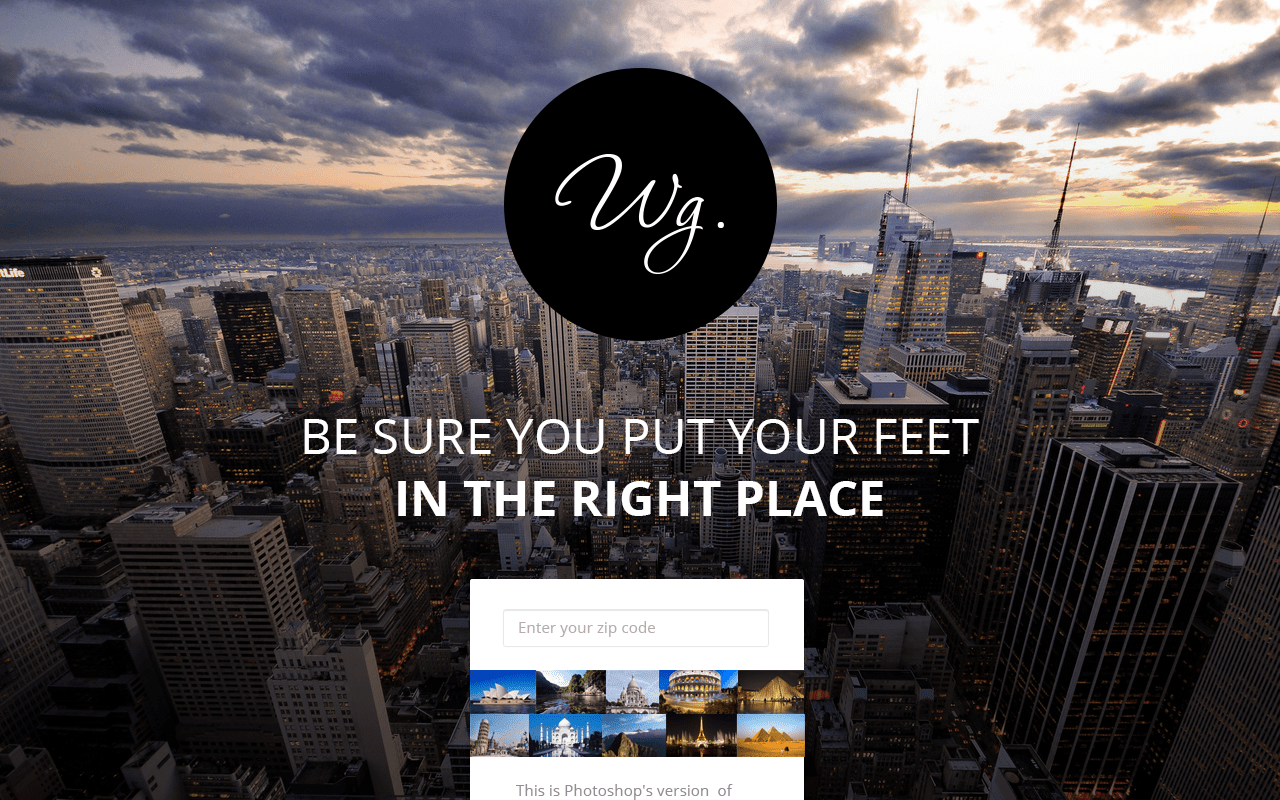 tLife
Wg.
BE SURE YOU PUT YOUR FEET
IN THE RIGHT PLACE
Enter your zip code
This is Photoshop's version  of